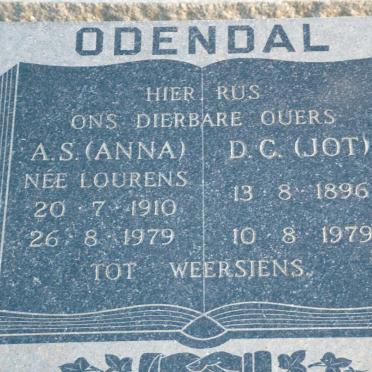 ODENDAL
HIER RUS
ONS DIERBARE OUERS
A.S. (ANNA) D.C. (JOT)
NÉE LOURENS
20 · 7 · 1910 13 · 8 · 1896
26 · 8 · 1979 10 · 8 · 1979
TOT WEERSIENS.